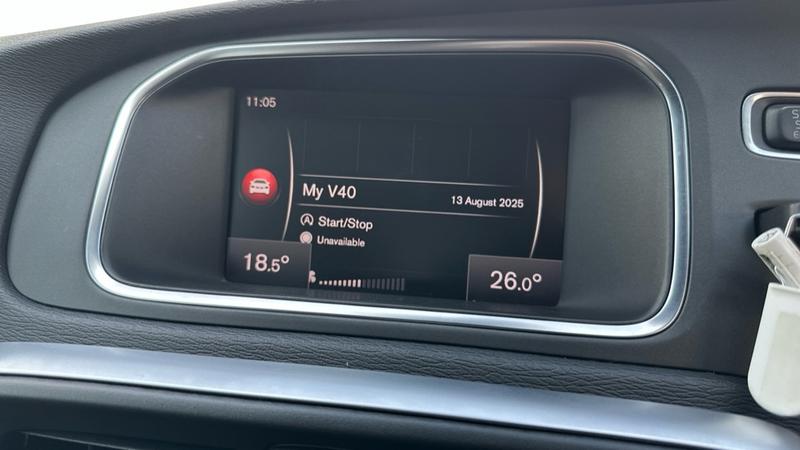 11:05
My V40
13 August 2025
Start/Stop
Unavailable
18.5°
26.0°